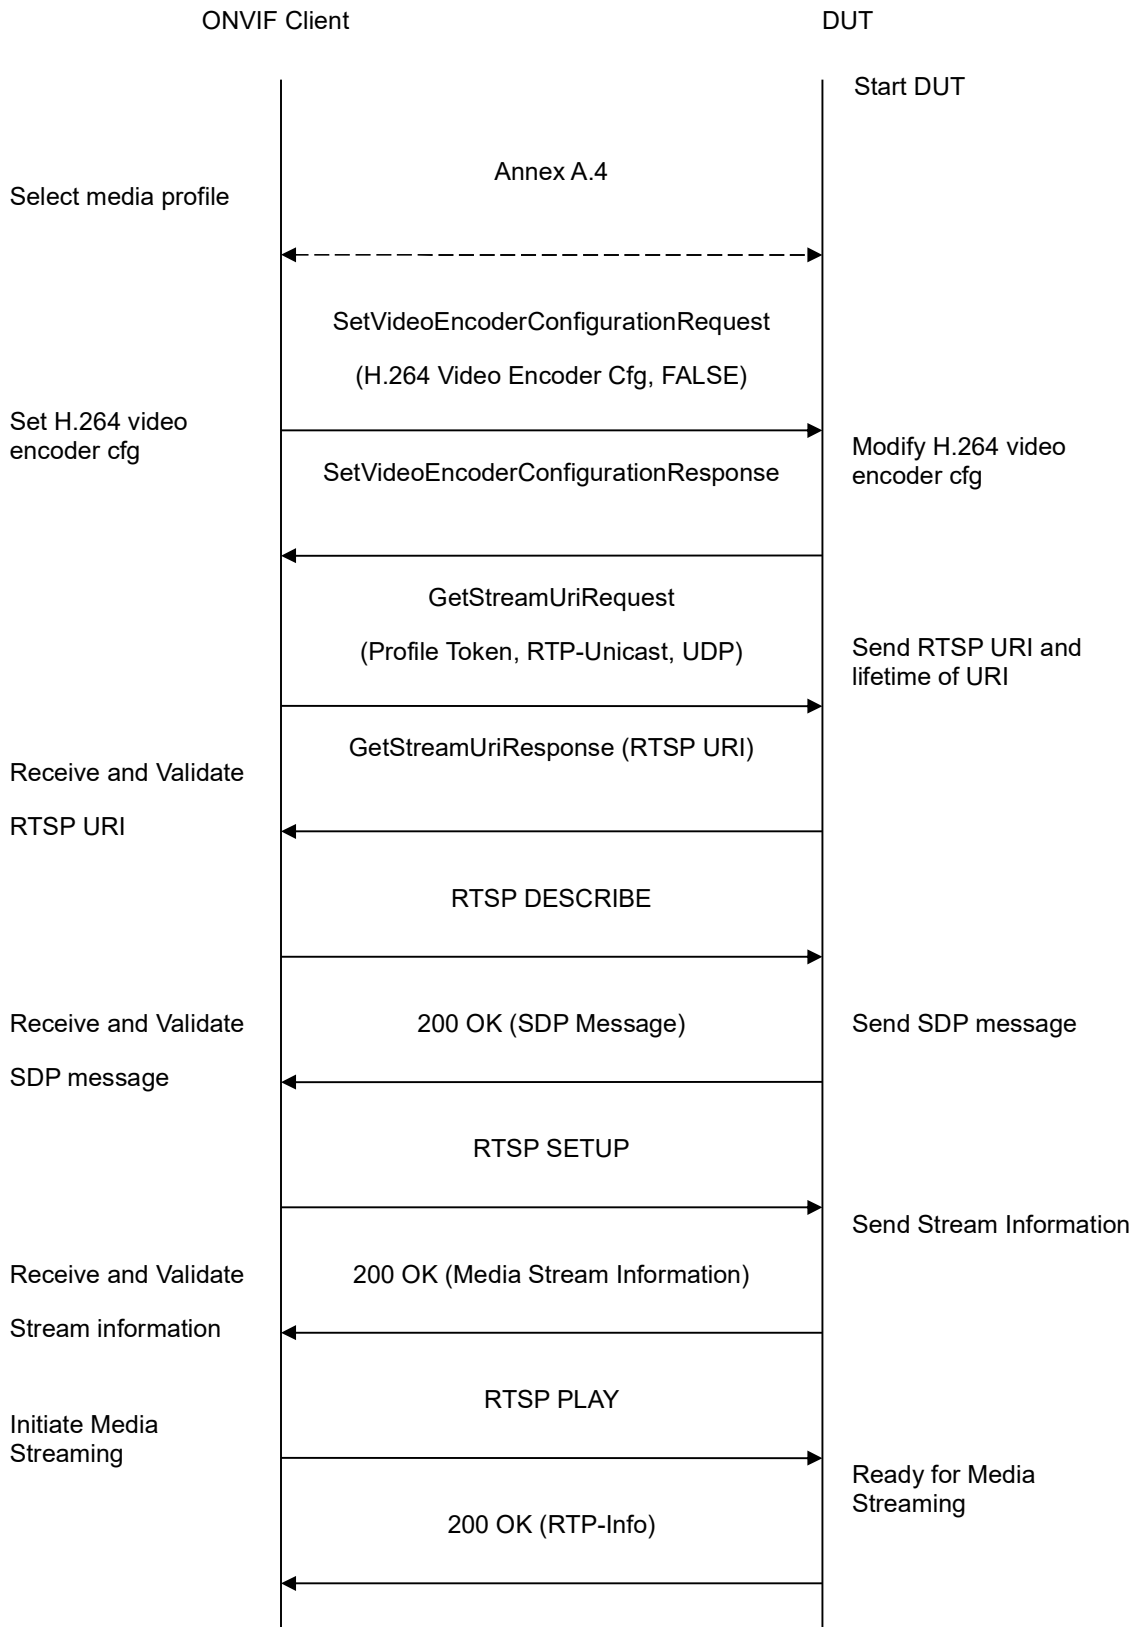 ONVIF Client
DUT
Start DUT
Annex A.4
Select media profile
SetVideoEncoderConfigurationRequest
(H.264 Video Encoder Cfg, FALSE)
Set H.264 video
encoder cfg
Modify H.264 video
encoder cfg
SetVideoEncoderConfigurationResponse
GetStreamUriRequest
(Profile Token, RTP-Unicast, UDP)
Send RTSP URI and
lifetime of URI
GetStreamUriResponse (RTSP URI)
Receive and Validate
RTSP URI
RTSP DESCRIBE
Receive and Validate
SDP message
200 OK (SDP Message)
Send SDP message
RTSP SETUP
Send Stream Information
Receive and Validate
Stream information
200 OK (Media Stream Information)
RTSP PLAY
Initiate Media
Streaming
Ready for Media
Streaming
200 OK (RTP-Info)